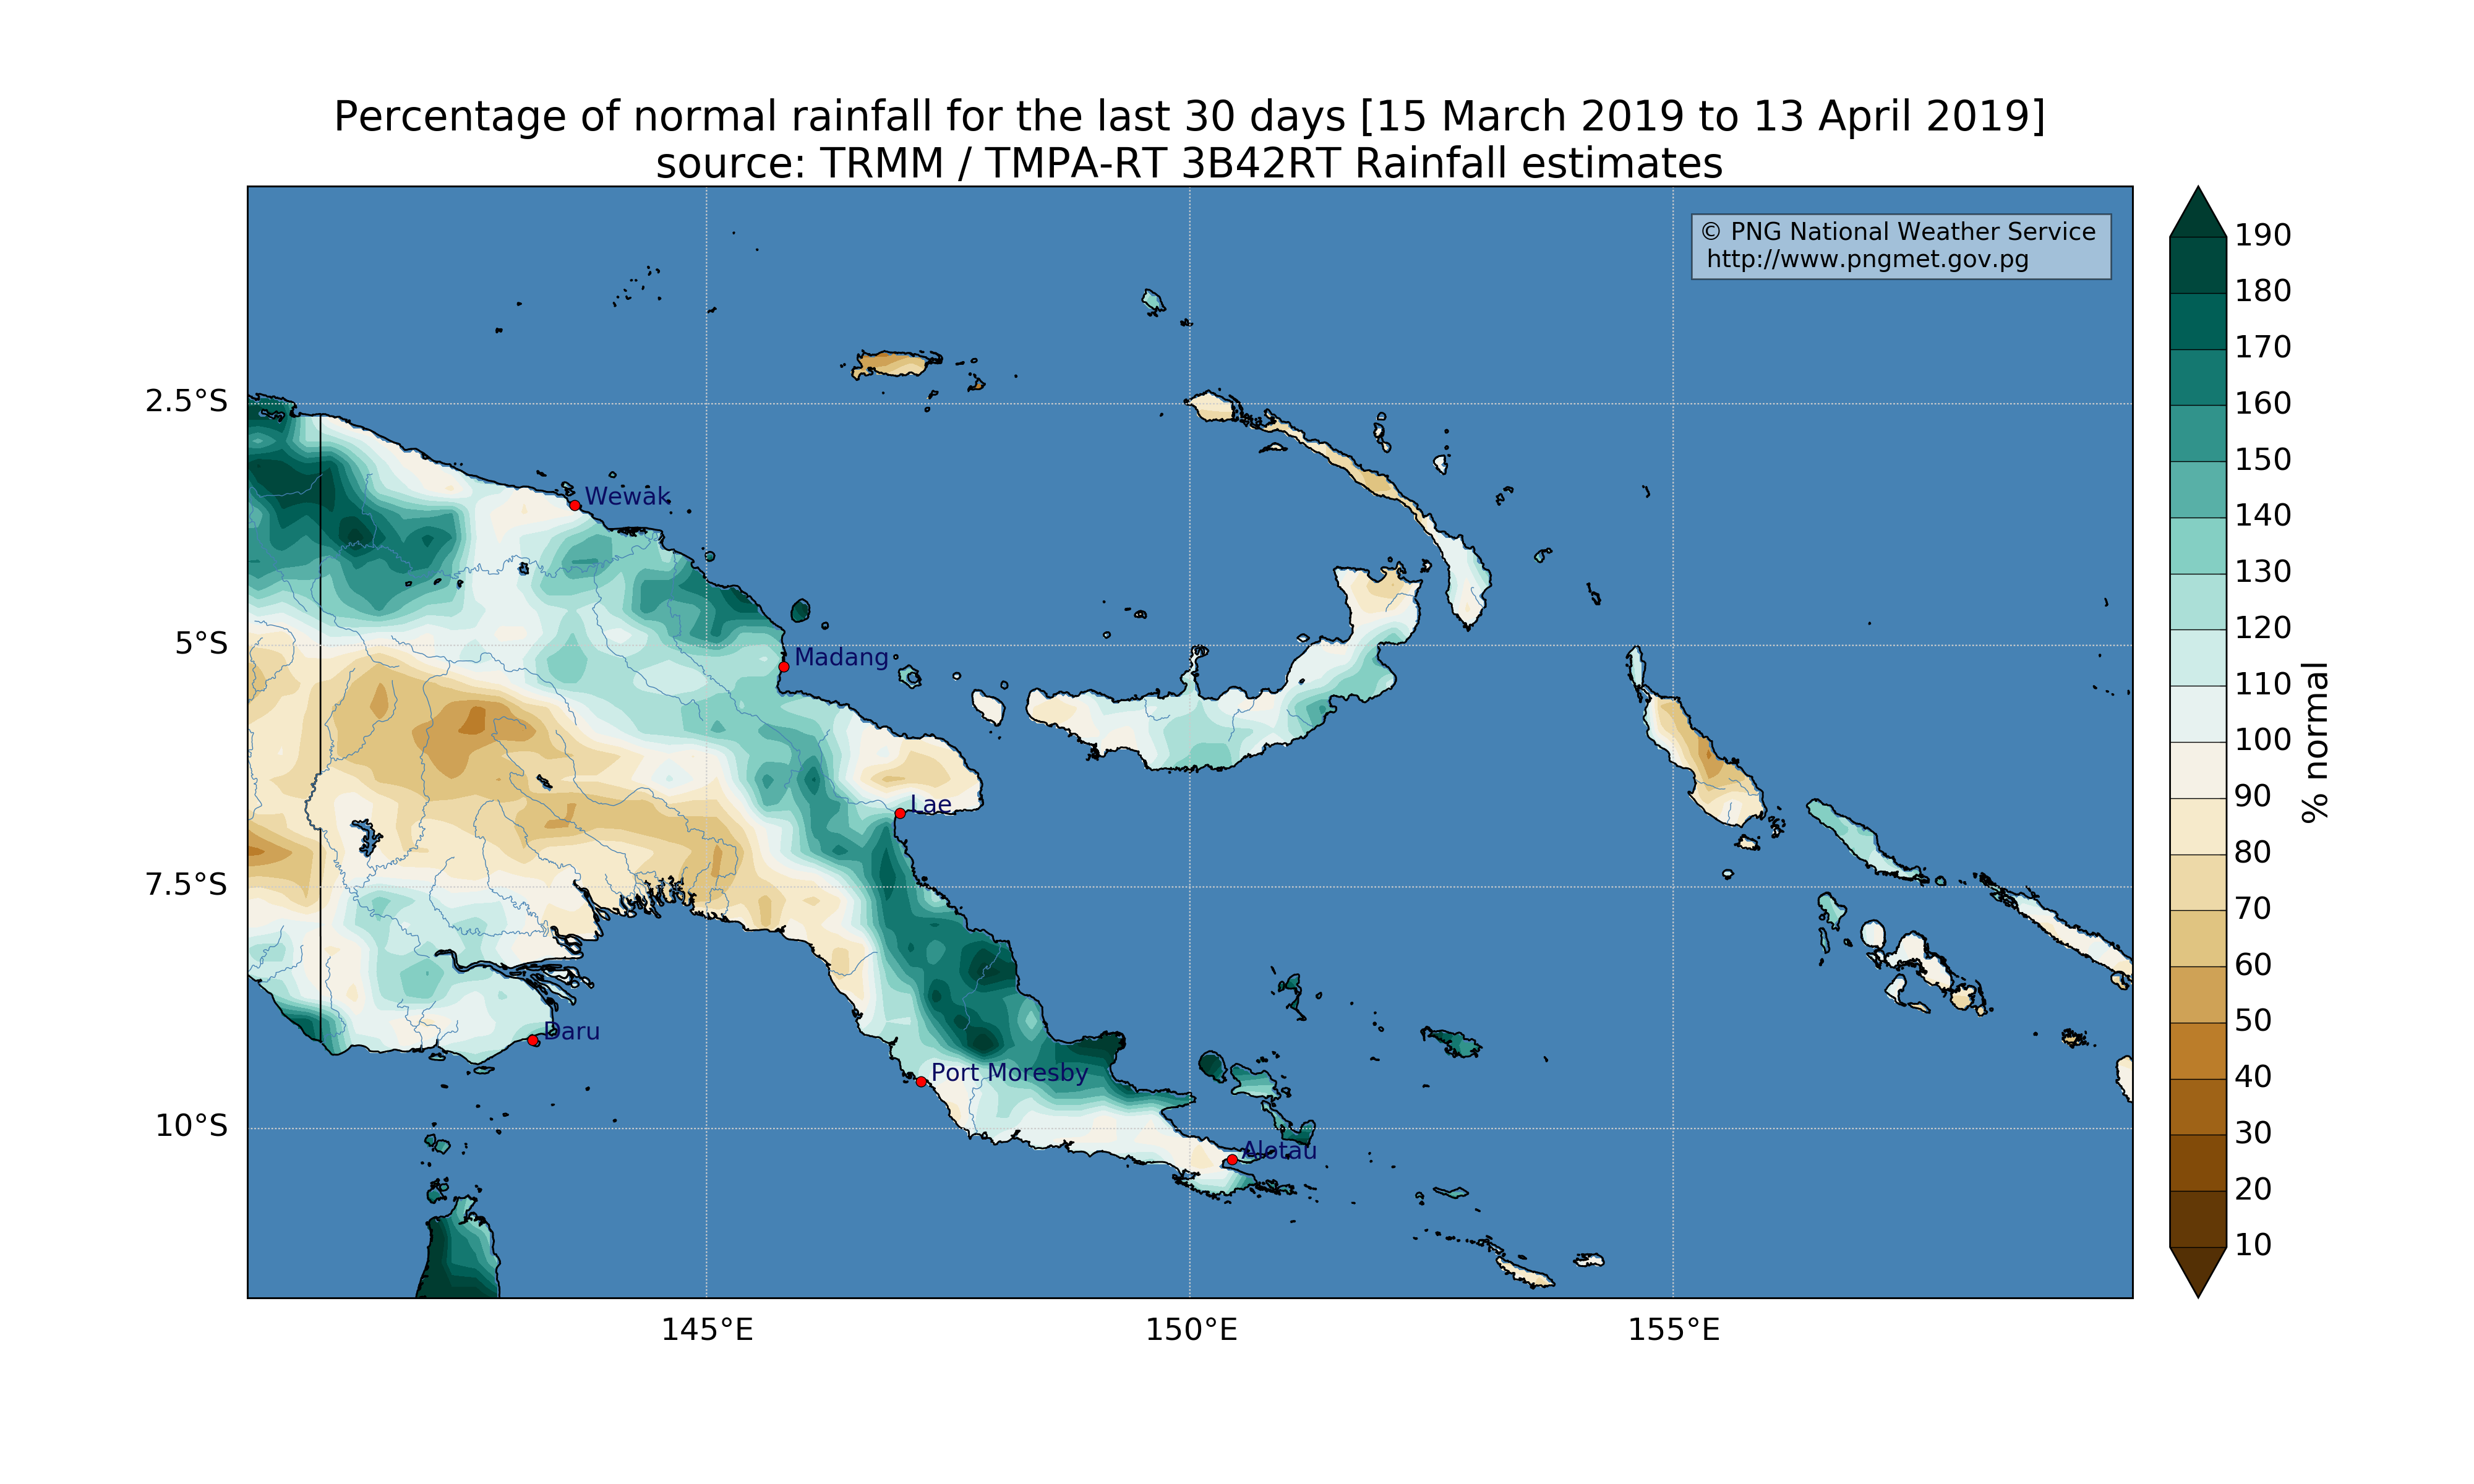 Percentage of normal rainfall for the last 30 days [15 March 2019 to 13 April 2019]
source: TRMM / TMPA-RT 3B42RT Rainfall estimates
© PNG National Weather Service
http://www.pngmet.gov.pg
2.5°S
5°S
7.5°S
10°S
Wewak
Madang
Lae
Daru
Port Moresby
Alotau
145°E
150°E
155°E
190
180
170
160
150
140
130
120
110
100
90
80
70
60
50
40
30
20
10
% normal